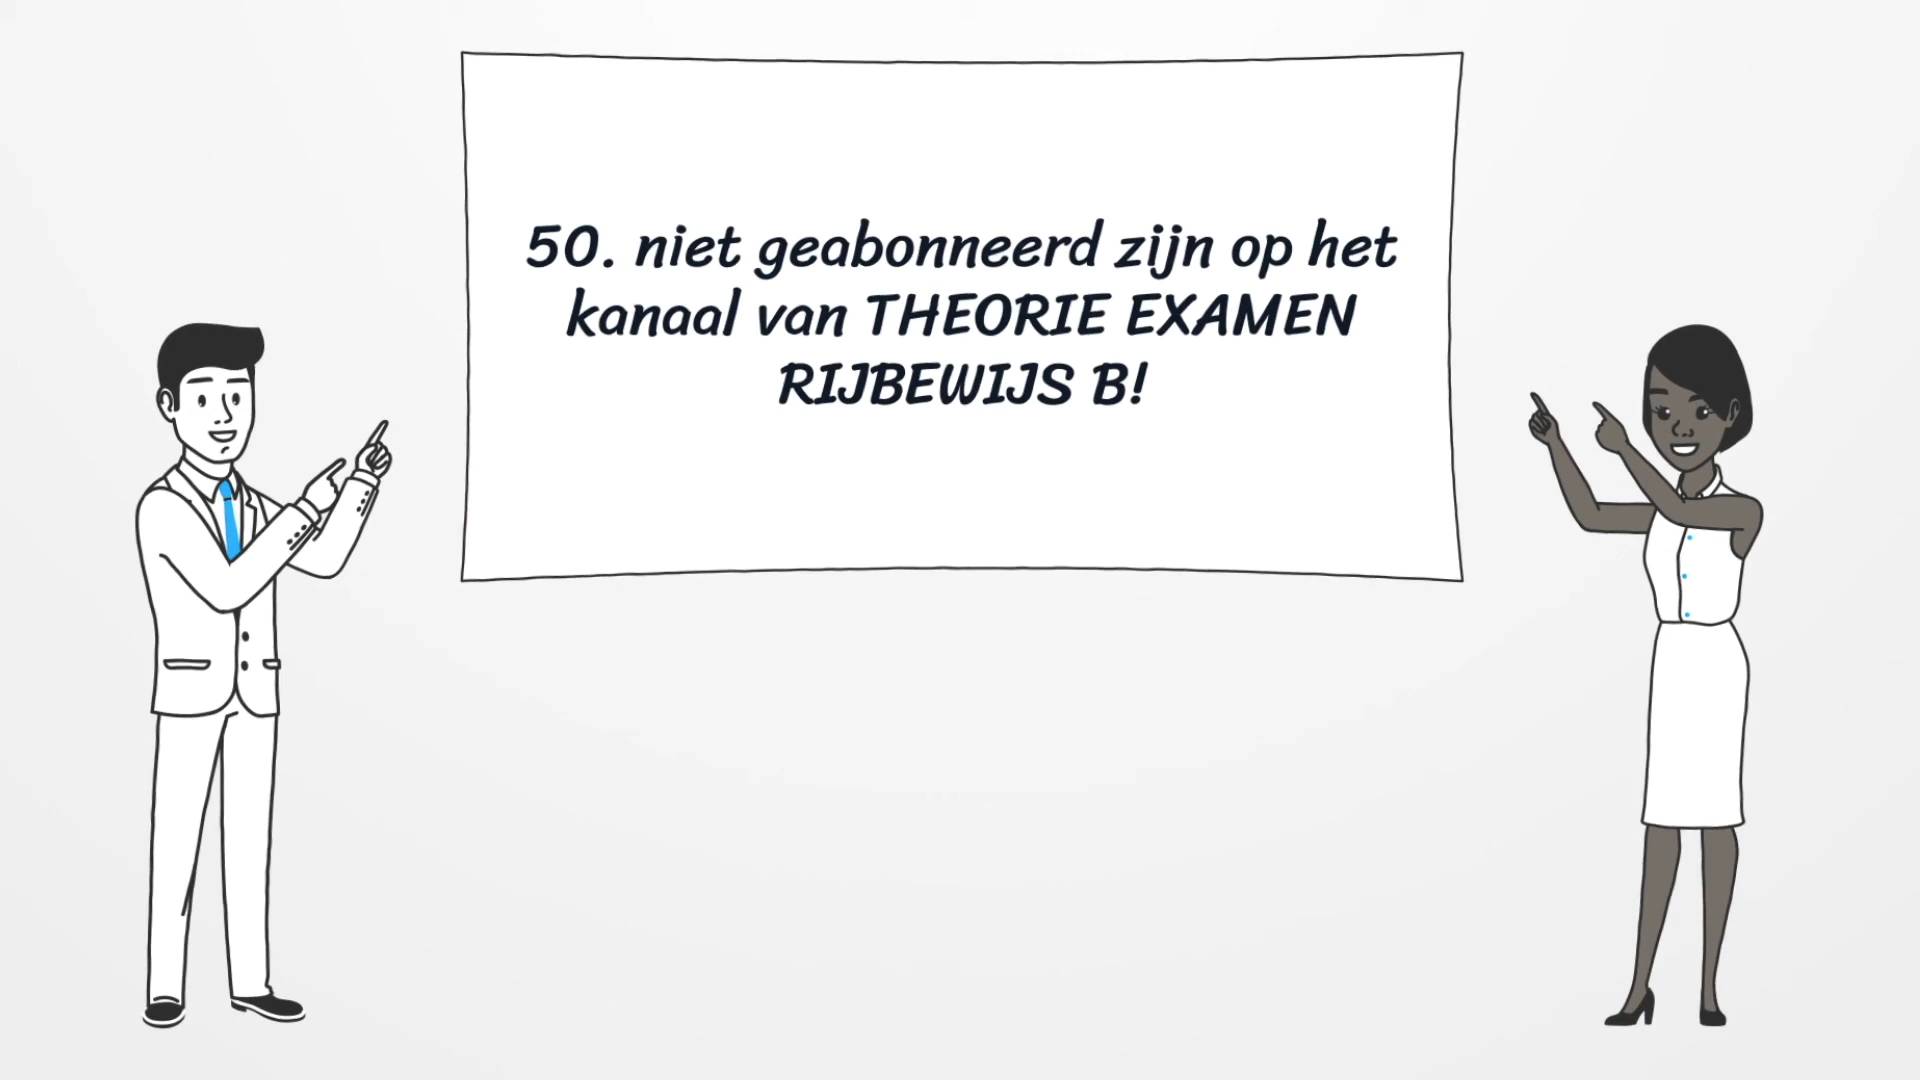 50. niet geabonneerd zijn op het
kanaal van THEORIE EXAMEN
RIJBEWIJS B!